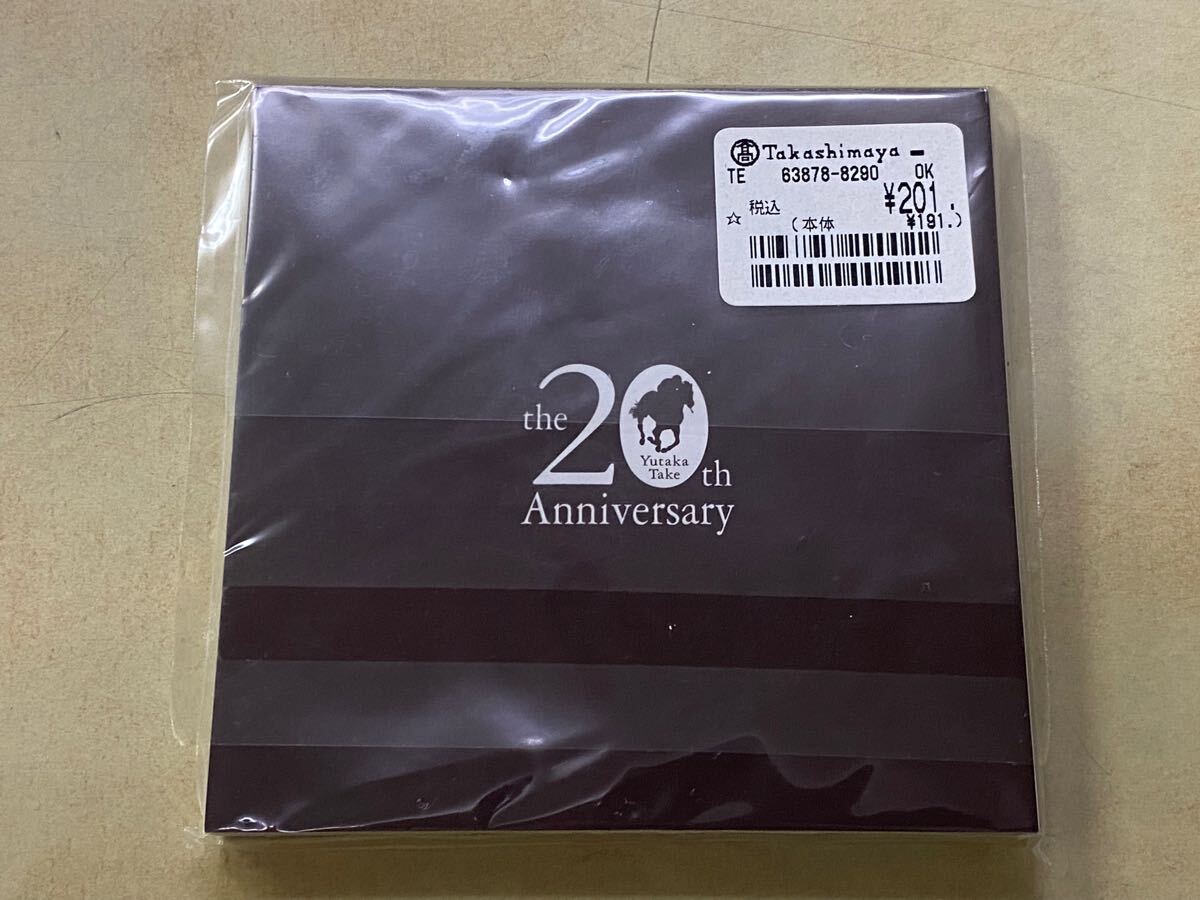 髙 Takashimaya
TE 63878-8290 OK
¥201.
☆ 税込
(本体 ¥191.)
the 20th
Yutaka
Take
Anniversary